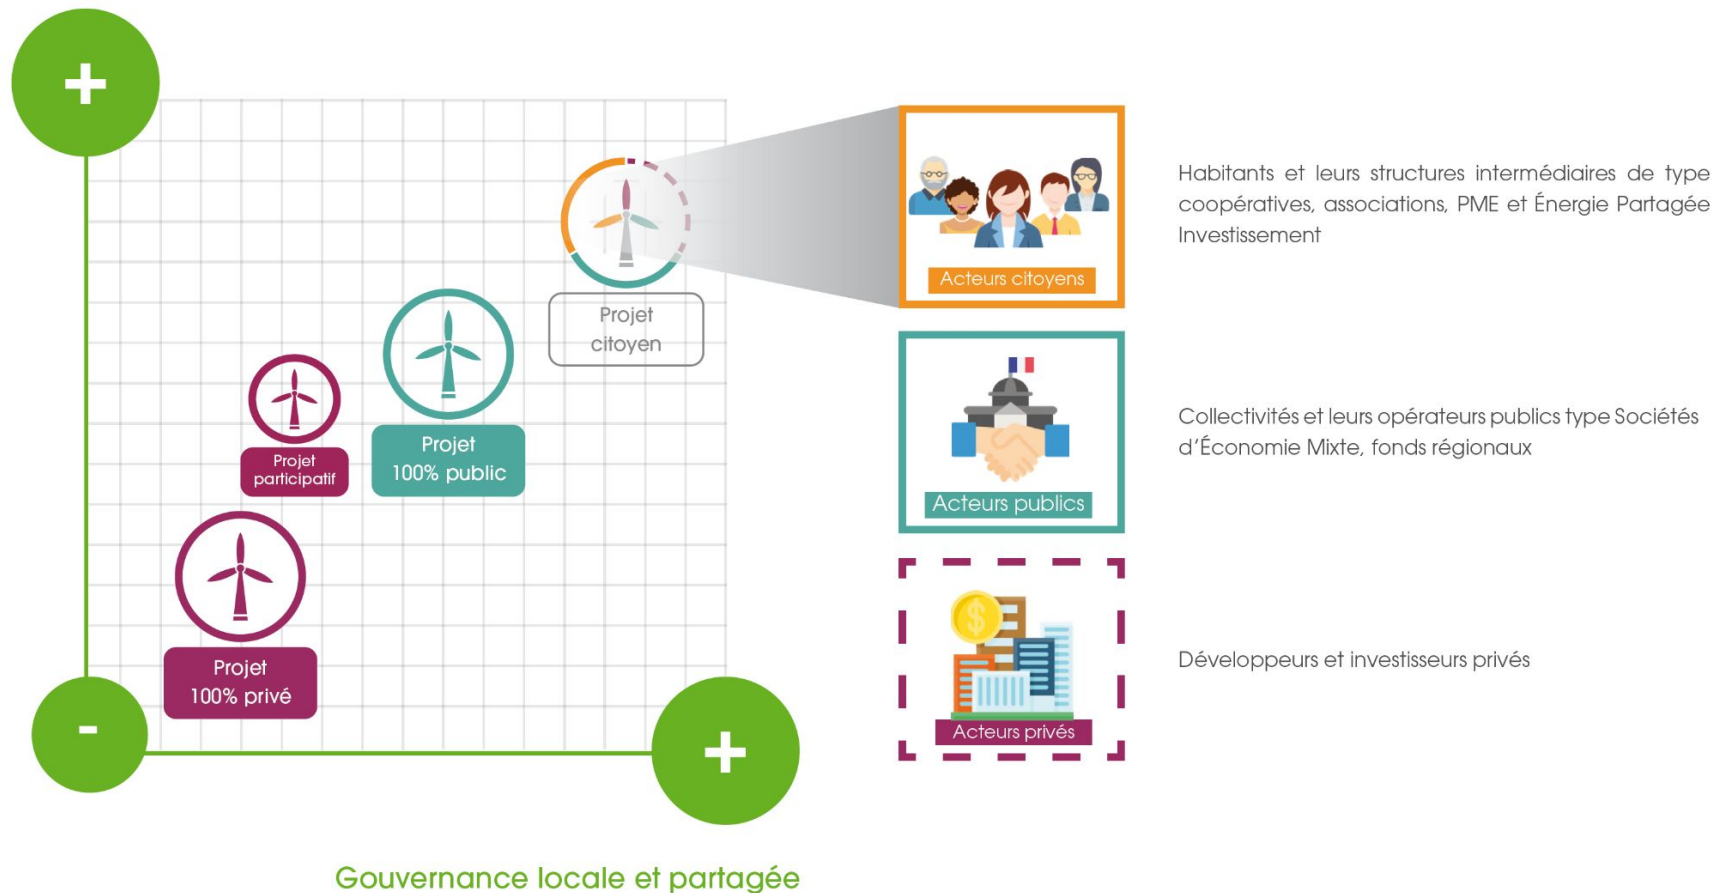 +
Projet
citoyen
Projet
participatif
Projet
100% public
Projet
100% privé
-
+
Gouvernance locale et partagée
Acteurs citoyens
Habitants et leurs structures intermédiaires de type
coopératives, associations, PME et Énergie Partagée
Investissement
Acteurs publics
Collectivités et leurs opérateurs publics type Sociétés
d'Économie Mixte, fonds régionaux
$
Acteurs privés
Développeurs et investisseurs privés